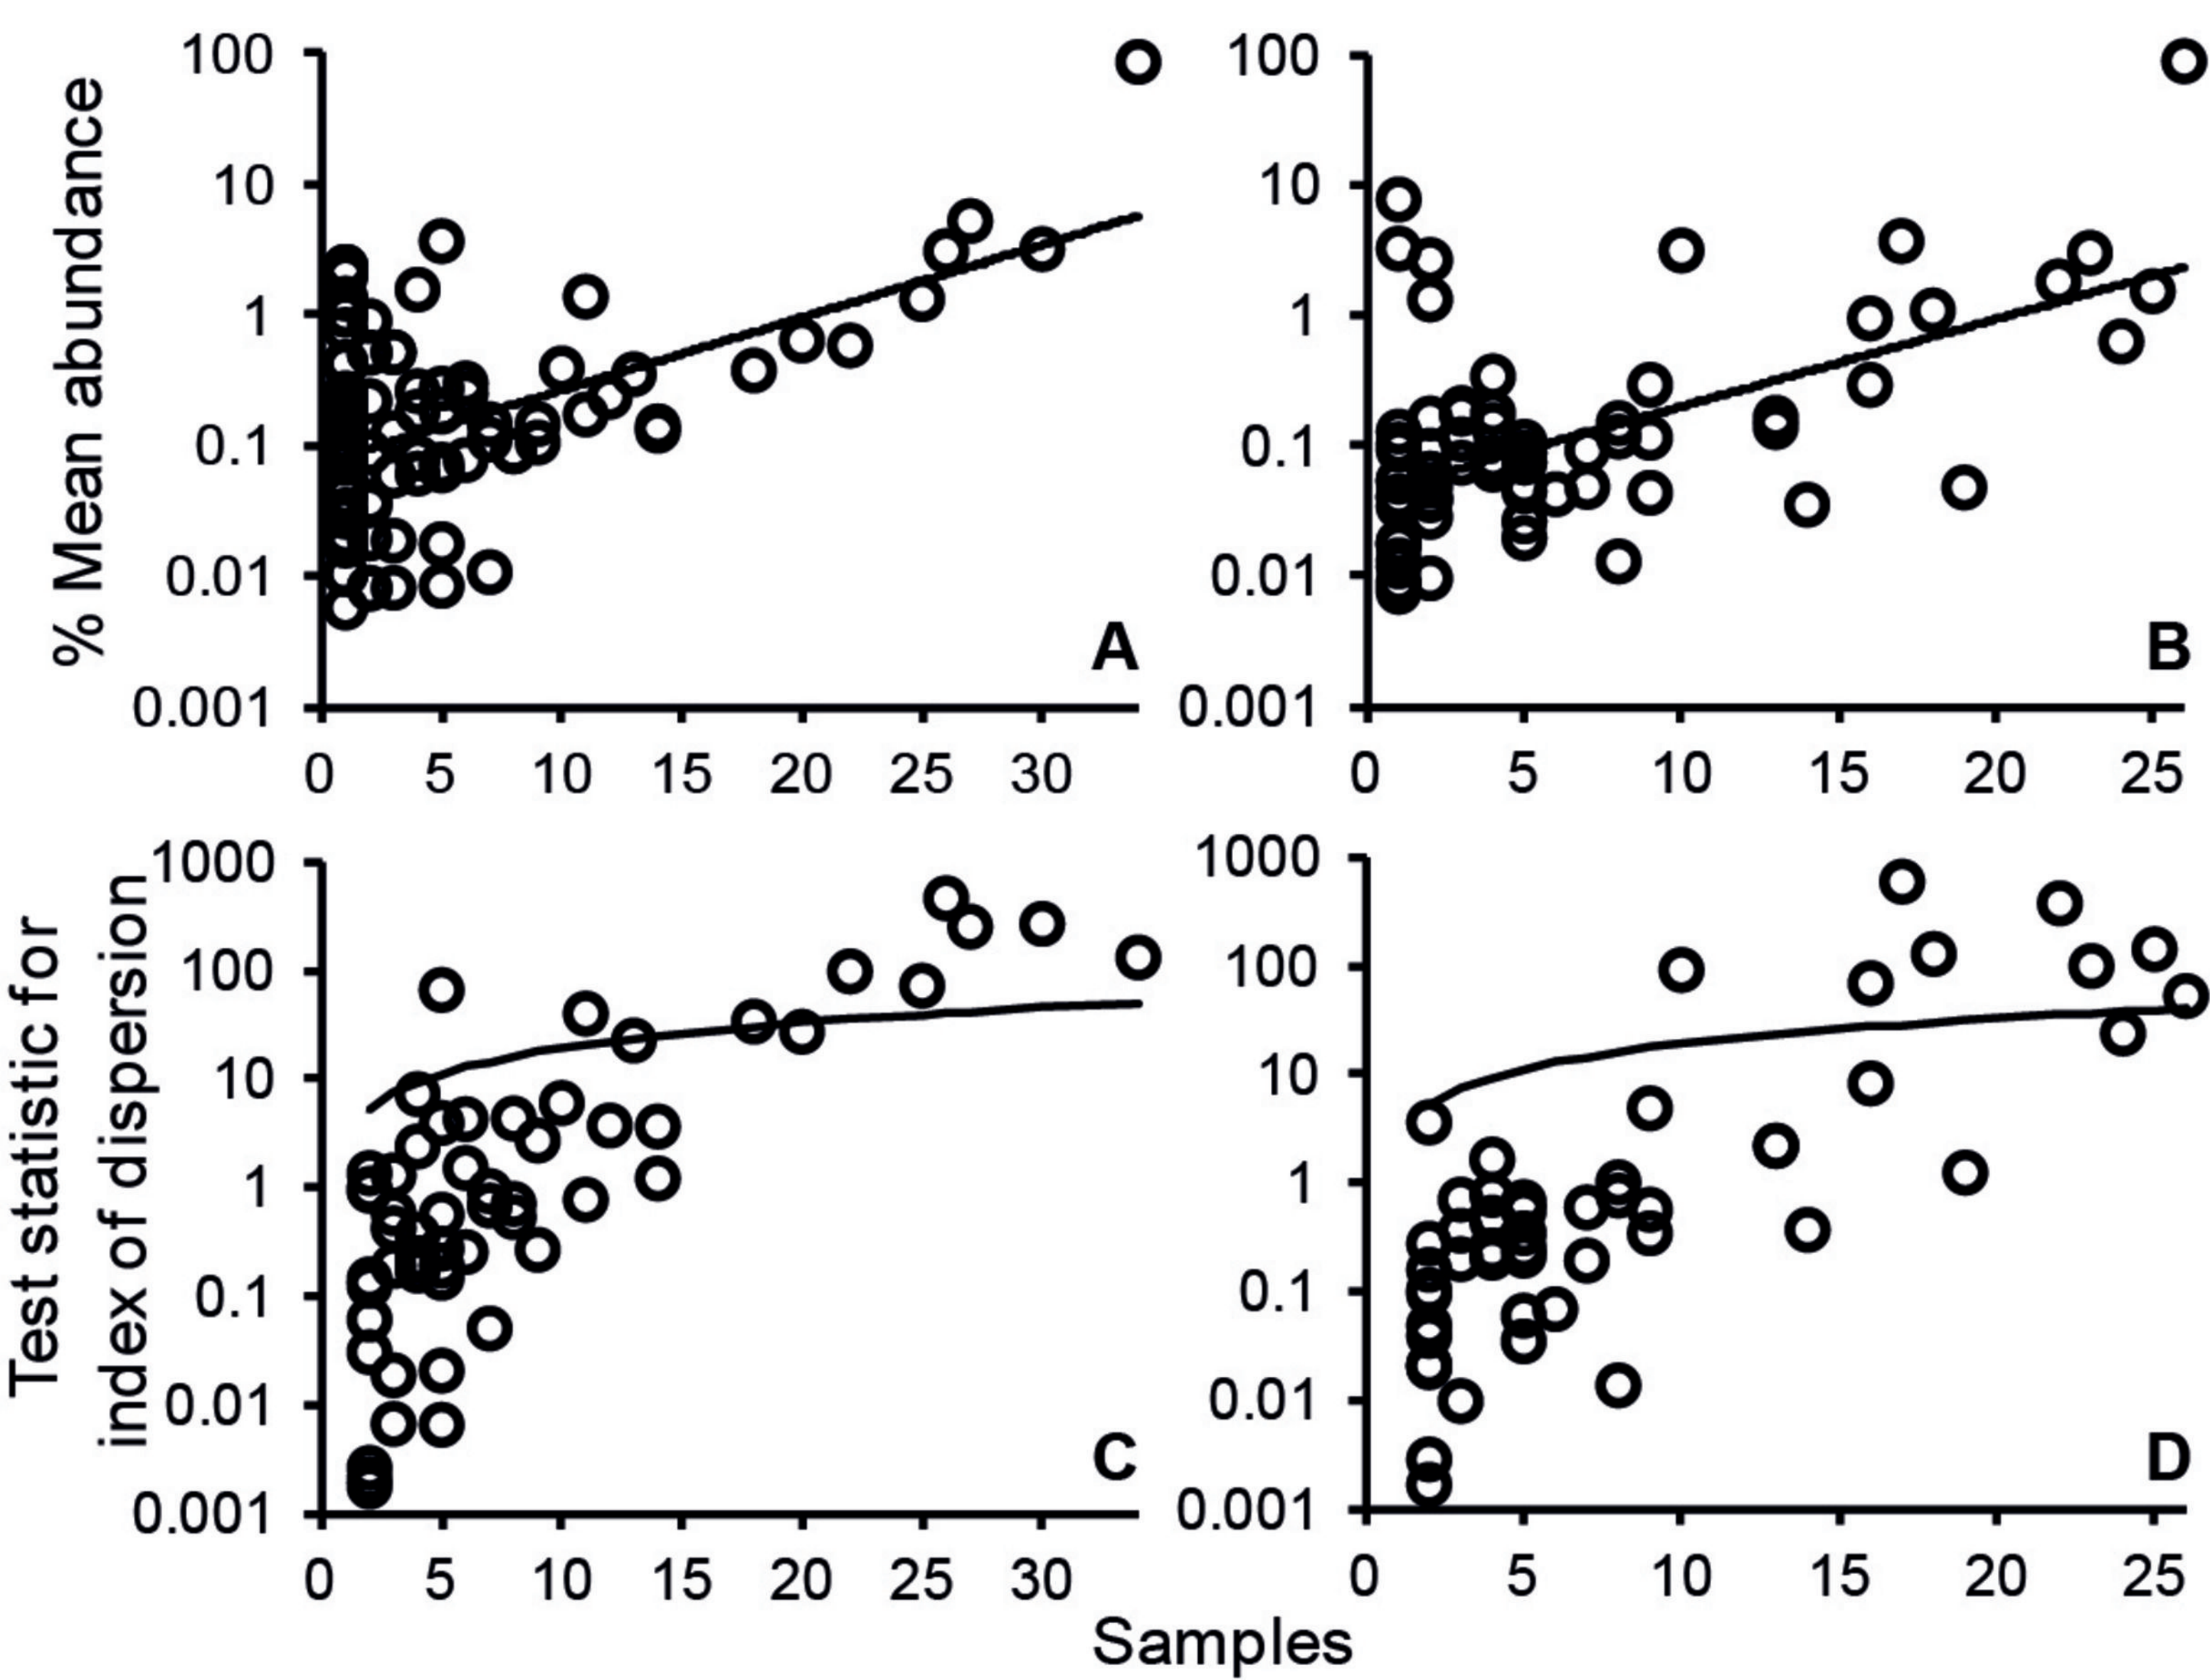 % Mean abundance
100
10
1
0.1
0.01
0.001
0 5 10 15 20 25 30
A
100
10
1
0.1
0.01
0.001
0 5 10 15 20 25
B
Test statistic for
index of dispersion
1000
100
10
1
0.1
0.01
0.001
0 5 10 15 20 25 30
C
1000
100
10
1
0.1
0.01
0.001
0 5 10 15 20 25
D
Samples